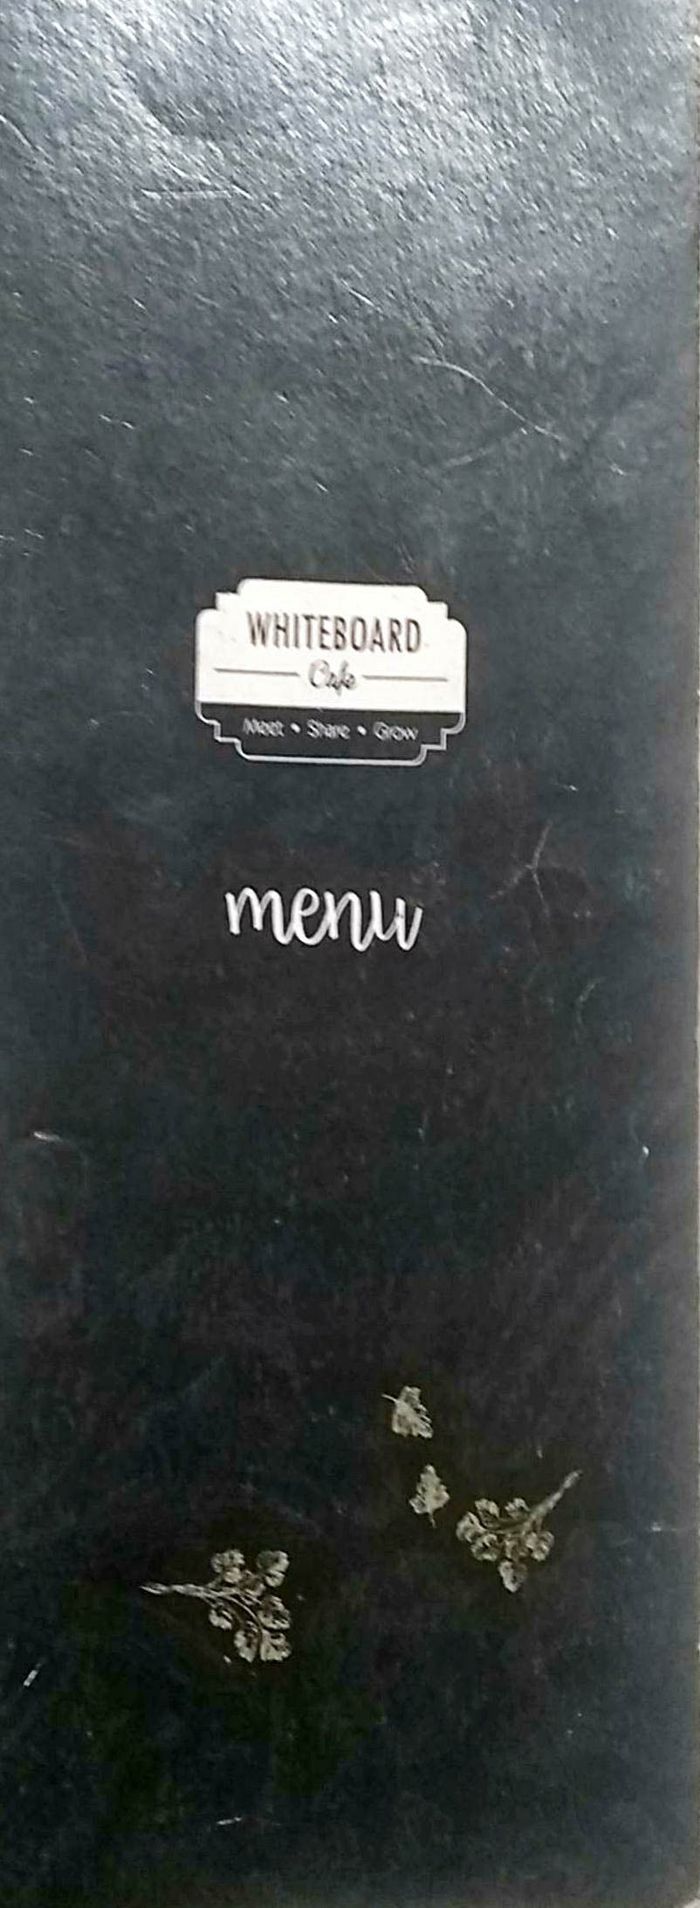 WHITEBOARD
Cafe
Meet • Share • Grow
menu